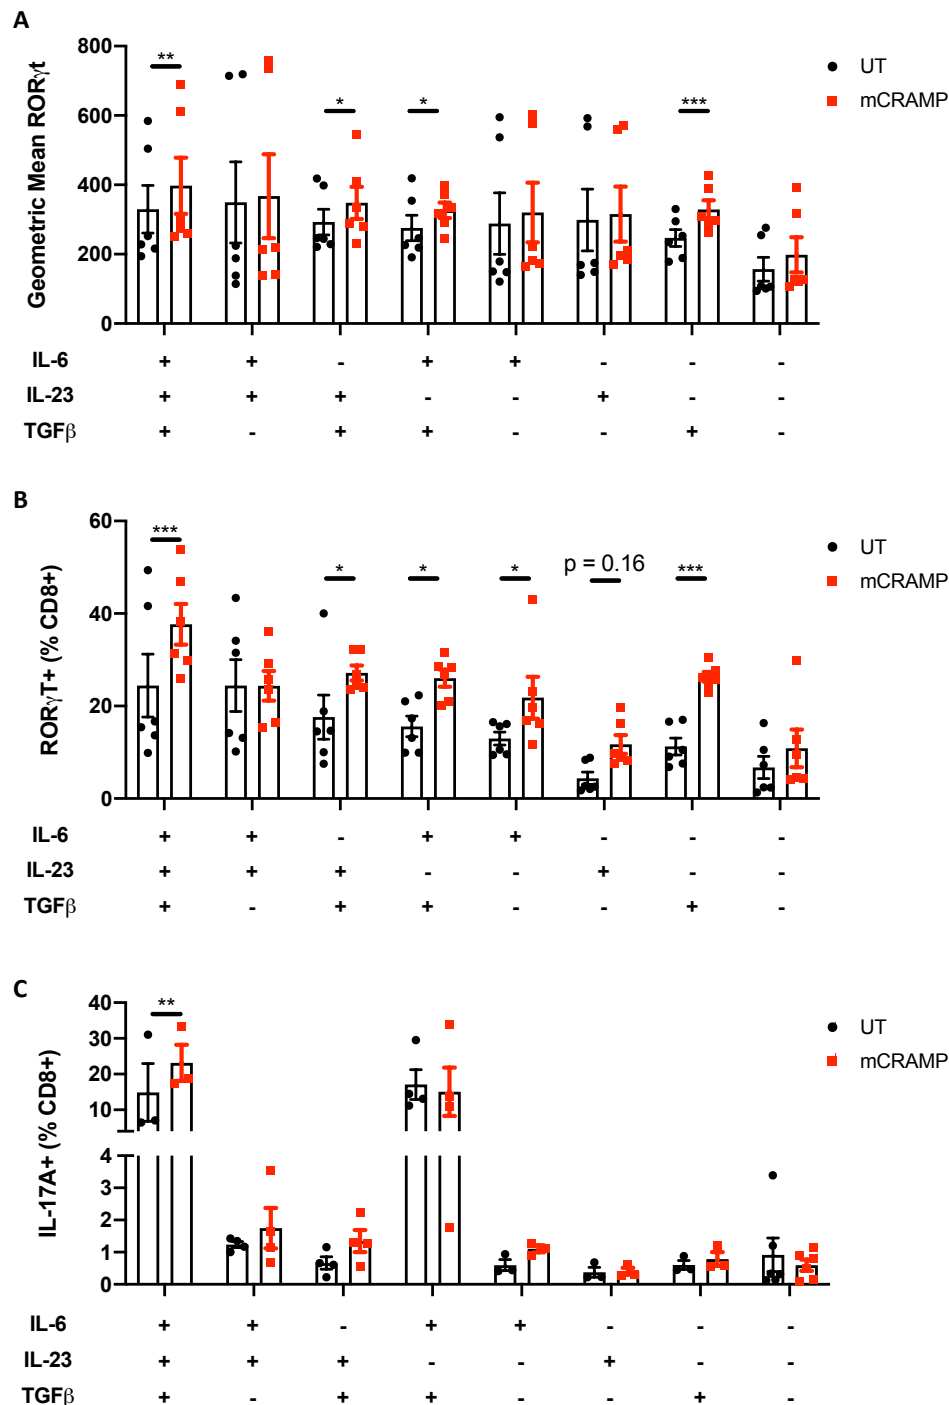 A
Geometric Mean RORγt
800
600
400
200
0
** * * ***
UT
mCRAMP
IL-6 + + - + + - - -
IL-23 + + + - - + - -
TGFβ + - + + - - + -
B
RORγT+ (% CD8+)
60
40
20
0
*** * * * p = 0.16 ***
UT
mCRAMP
IL-6 + + - + + - - -
IL-23 + + + - - + - -
TGFβ + - + + - - + -
C
IL-17A+ (% CD8+)
40
30
20
10
4
3
2
1
0
**
UT
mCRAMP
IL-6 + + - + + - - -
IL-23 + + + - - + - -
TGFβ + - + + - - + -